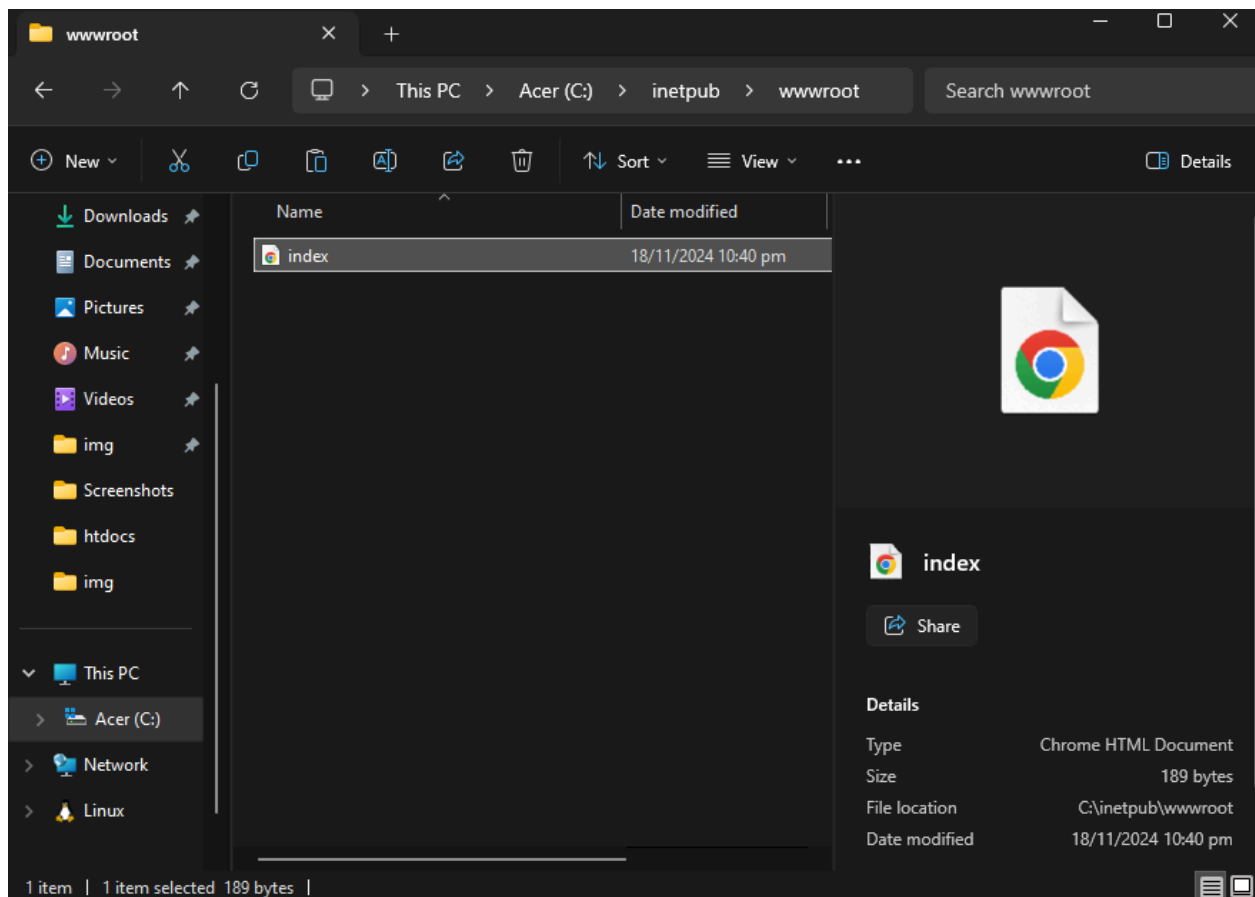 wwwroot
This PC > Acer (C:) > inetpub > wwwroot
Search wwwroot
New
Sort
View
Details
Downloads
Documents
Pictures
Music
Videos
img
Screenshots
htdocs
img
This PC
Acer (C:)
Network
Linux
Name Date modified
index 18/11/2024 10:40 pm
index
Share
Details
Type Chrome HTML Document
Size 189 bytes
File location C:\inetpub\wwwroot
Date modified 18/11/2024 10:40 pm
1 item | 1 item selected 189 bytes |